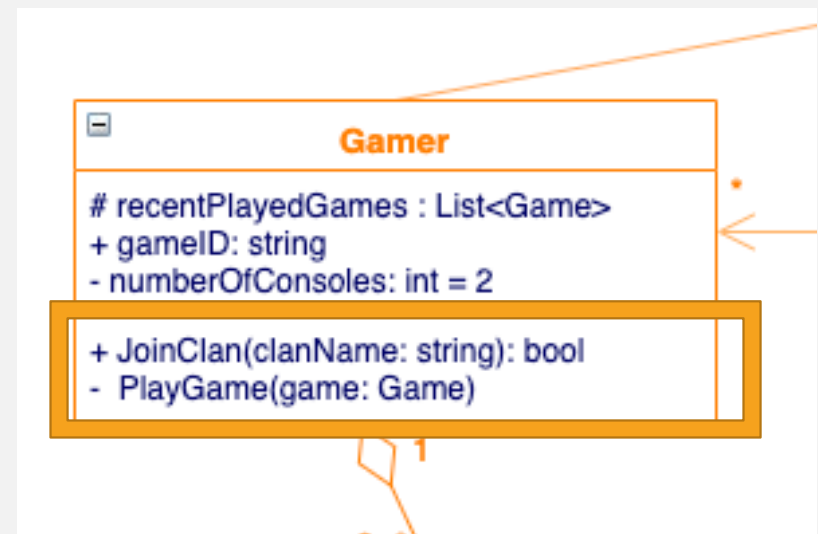 Gamer
*
# recentPlayedGames : List<Game>
+ gameID: string
- numberOfConsoles: int = 2
+ JoinClan(clanName: string): bool
- PlayGame(game: Game)
1